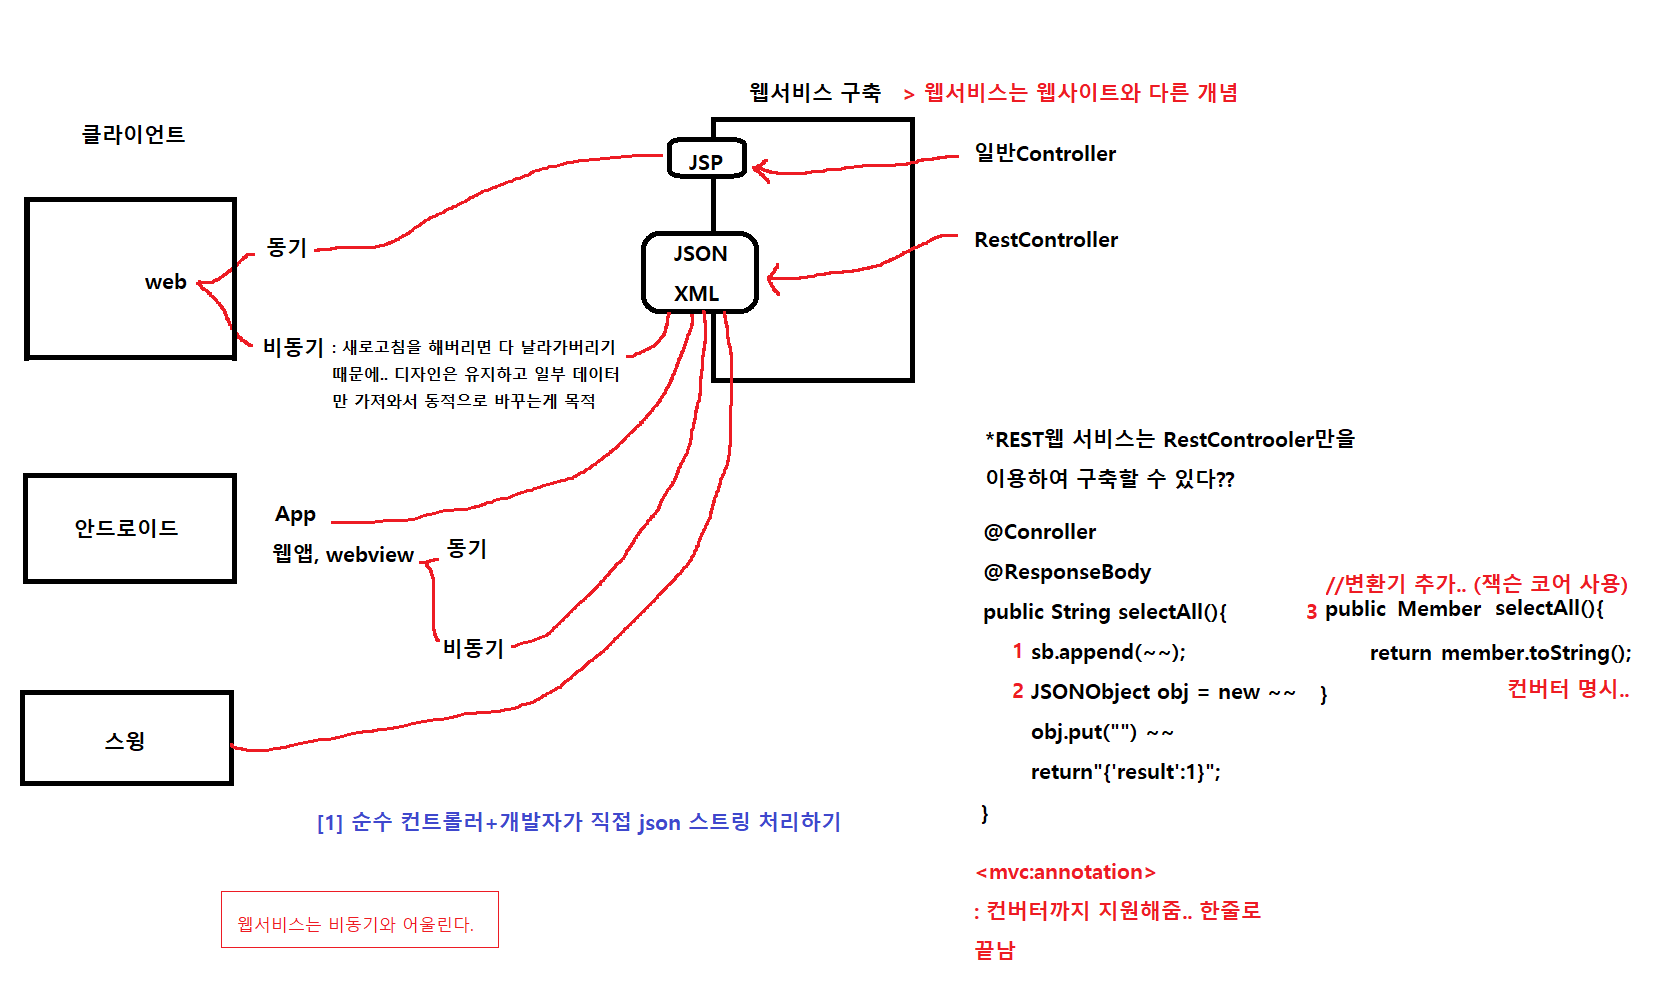 웹서비스 구축 > 웹서비스는 웹사이트와 다른 개념
클라이언트
JSP
일반Controller
동기
web
JSON
XML
RestController
비동기 : 새로고침을 해버리면 다 날라가버리기
때문에.. 디자인은 유지하고 일부 데이터
만 가져와서 동적으로 바꾸는게 목적
안드로이드
App
웹앱, webview
동기
비동기
스윙
[1] 순수 컨트롤러+개발자가 직접 json 스트링 처리하기
웹서비스는 비동기와 어울린다.
*REST웹 서비스는 RestControoler만을
이용하여 구축할 수 있다??
@Conroller
@ResponseBody
public String selectAll(){
1 sb.append(~~);
2 JSONObject obj = new ~~
obj.put("") ~~
return"{'result':1}";
}
//변환기 추가.. (잭슨 코어 사용)
3 public Member selectAll(){
return member.toString();
컨버터 명시..
}
<mvc:annotation>
: 컨버터까지 지원해줌.. 한줄로
끝남